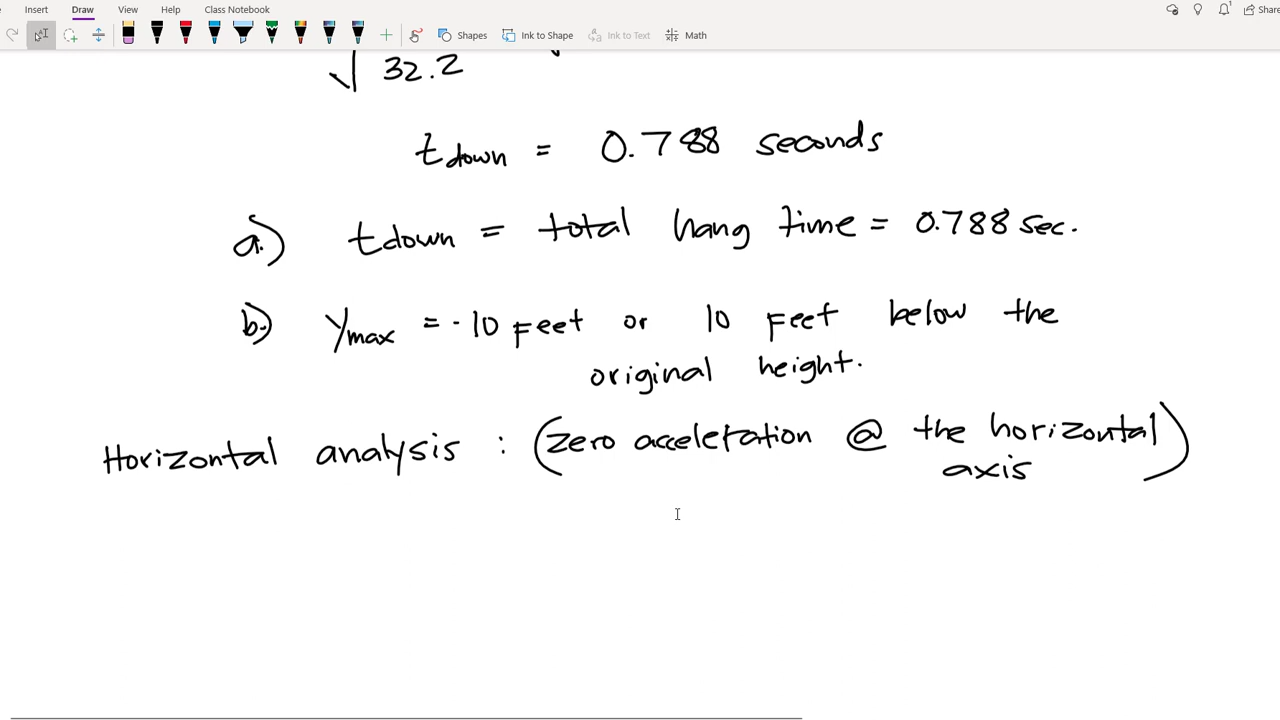 Insert Draw View Help Class Notebook Share
Shapes Ink to Shape Ink to Text Math
√ 32.2
tdown = 0.788 seconds
a.) tdown = total hang time = 0.788 sec.
b.) Ymax = -10 Feet or 10 Feet below the
original height.
Horizontal analysis : (zero acceleration @ the horizontal
axis)